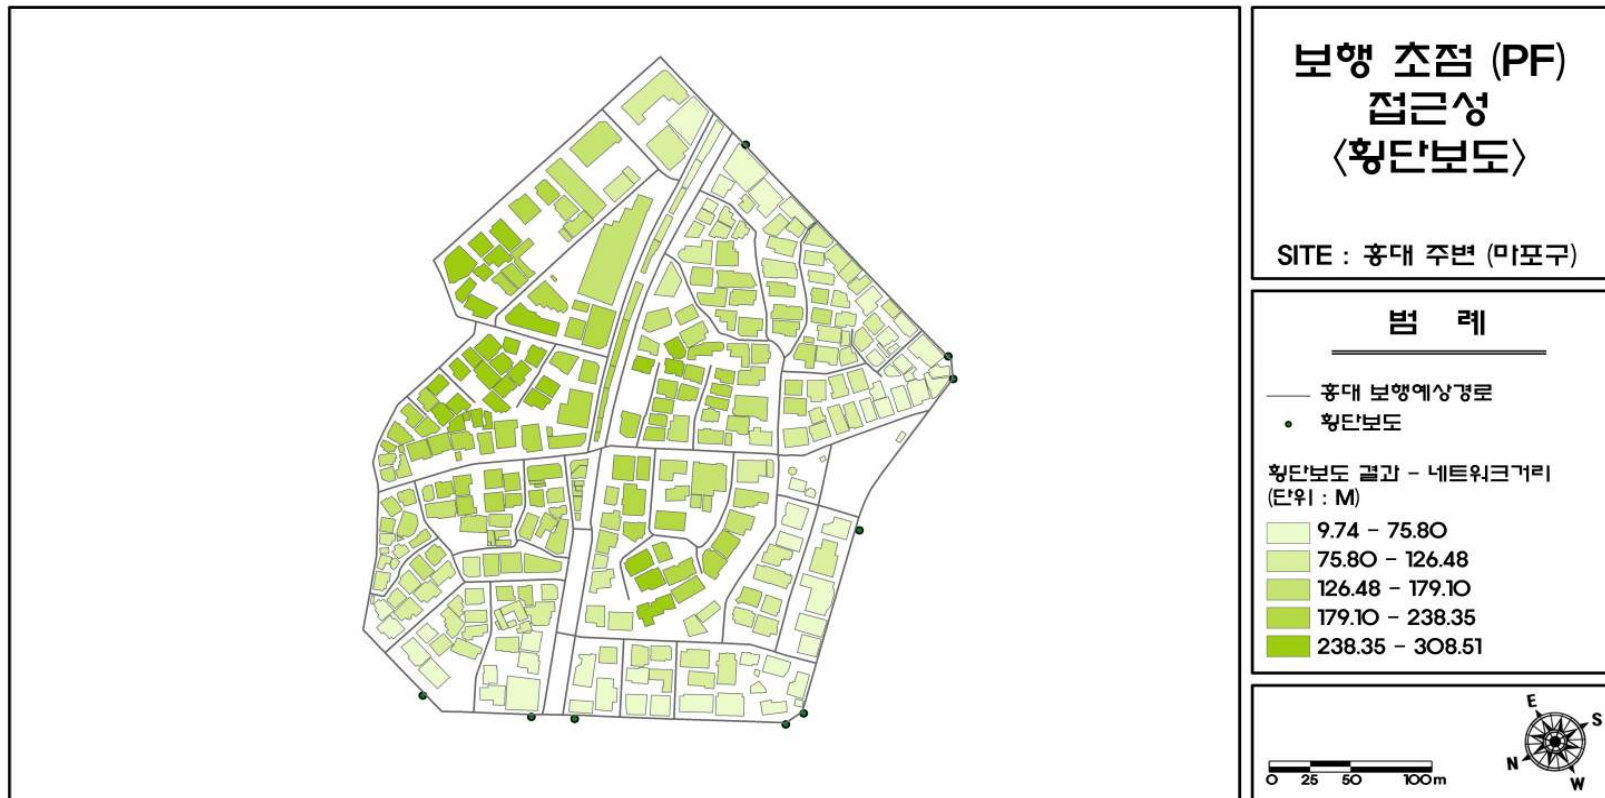 보행 초점 (PF)
접근성
<횡단보도>
SITE : 홍대 주변 (마포구)
범 례
홍대 보행예상경로
횡단보도
횡단보도 결과 - 네트워크거리
(단위 : M)
9.74 - 75.80
75.80 - 126.48
126.48 - 179.10
179.10 - 238.35
238.35 - 308.51
E
S
N
W
0 25 50 100m